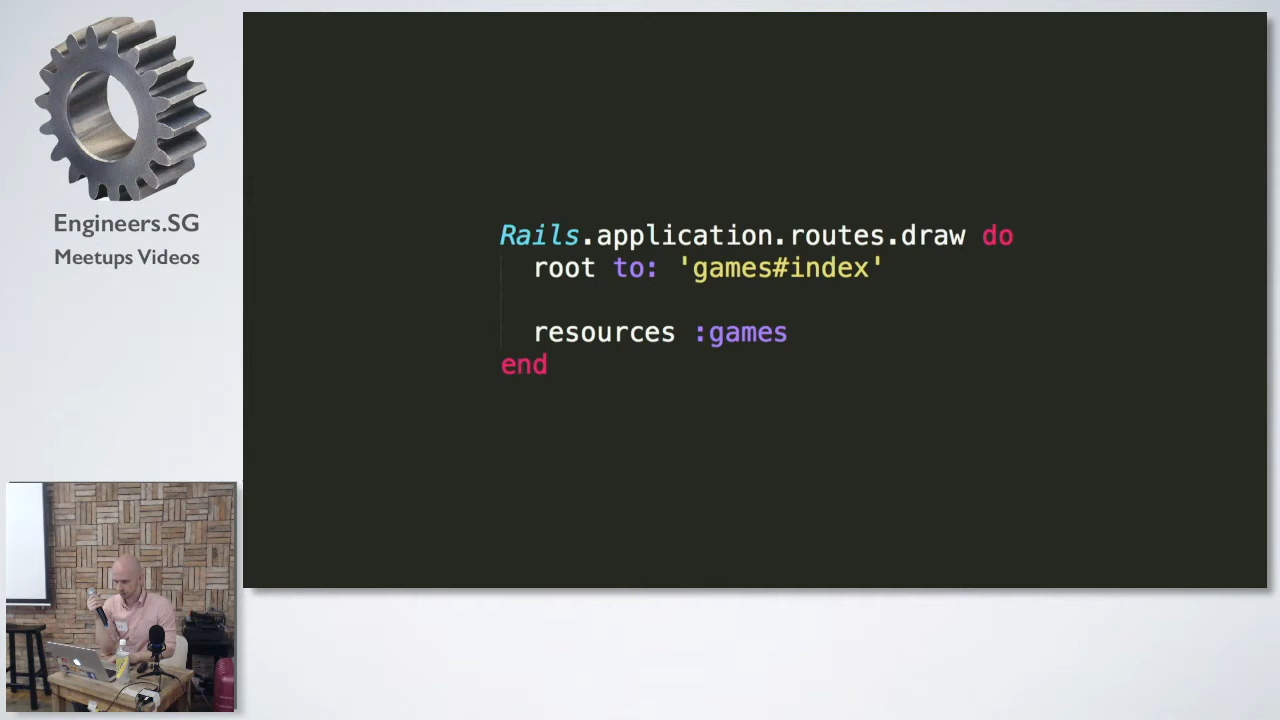 Engineers.SG
Meetups Videos
Rails.application.routes.draw do
  root to: 'games#index'

  resources :games
end